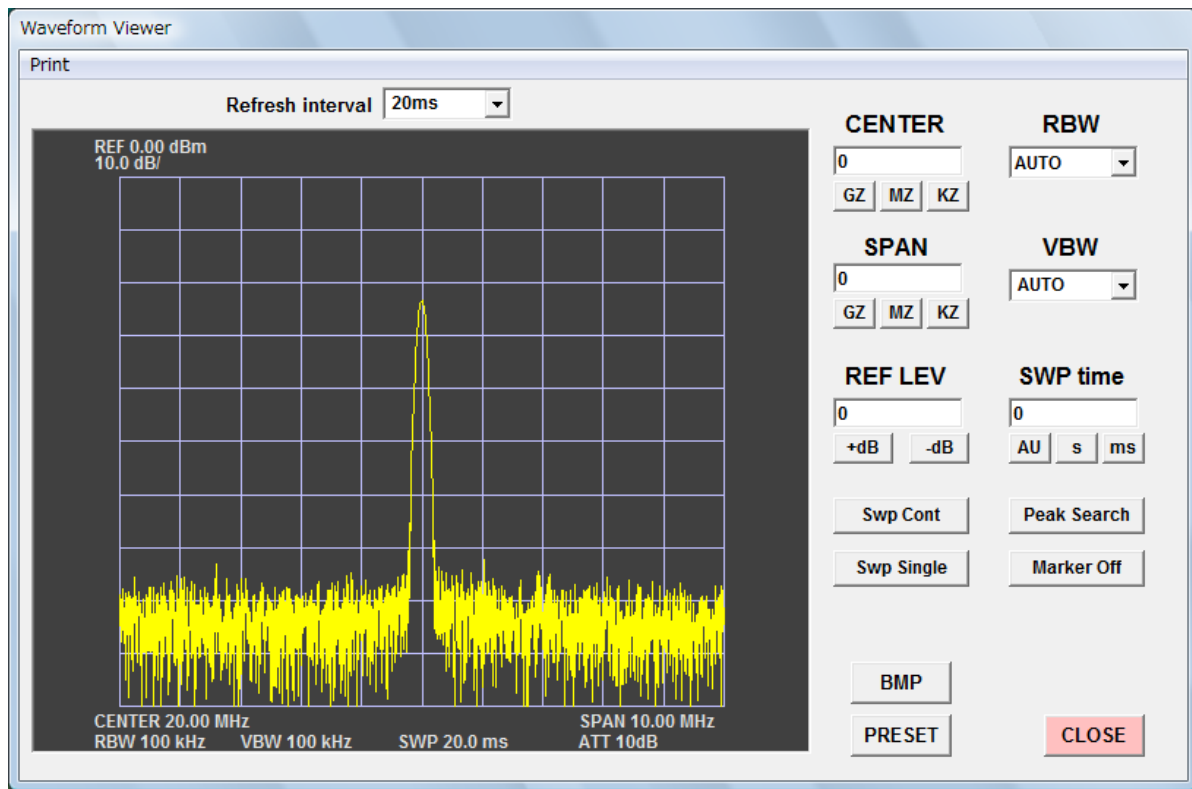 Waveform Viewer
Print
Refresh interval 20ms
REF 0.00 dBm
10.0 dB/
CENTER 20.00 MHz SPAN 10.00 MHz
RBW 100 kHz VBW 100 kHz SWP 20.0 ms ATT 10dB
CENTER
0
GZ MZ KZ
RBW
AUTO
SPAN
0
GZ MZ KZ
VBW
AUTO
REF LEV
0
+dB -dB
SWP time
0
AU s ms
Swp Cont Peak Search
Swp Single Marker Off
BMP
PRESET CLOSE